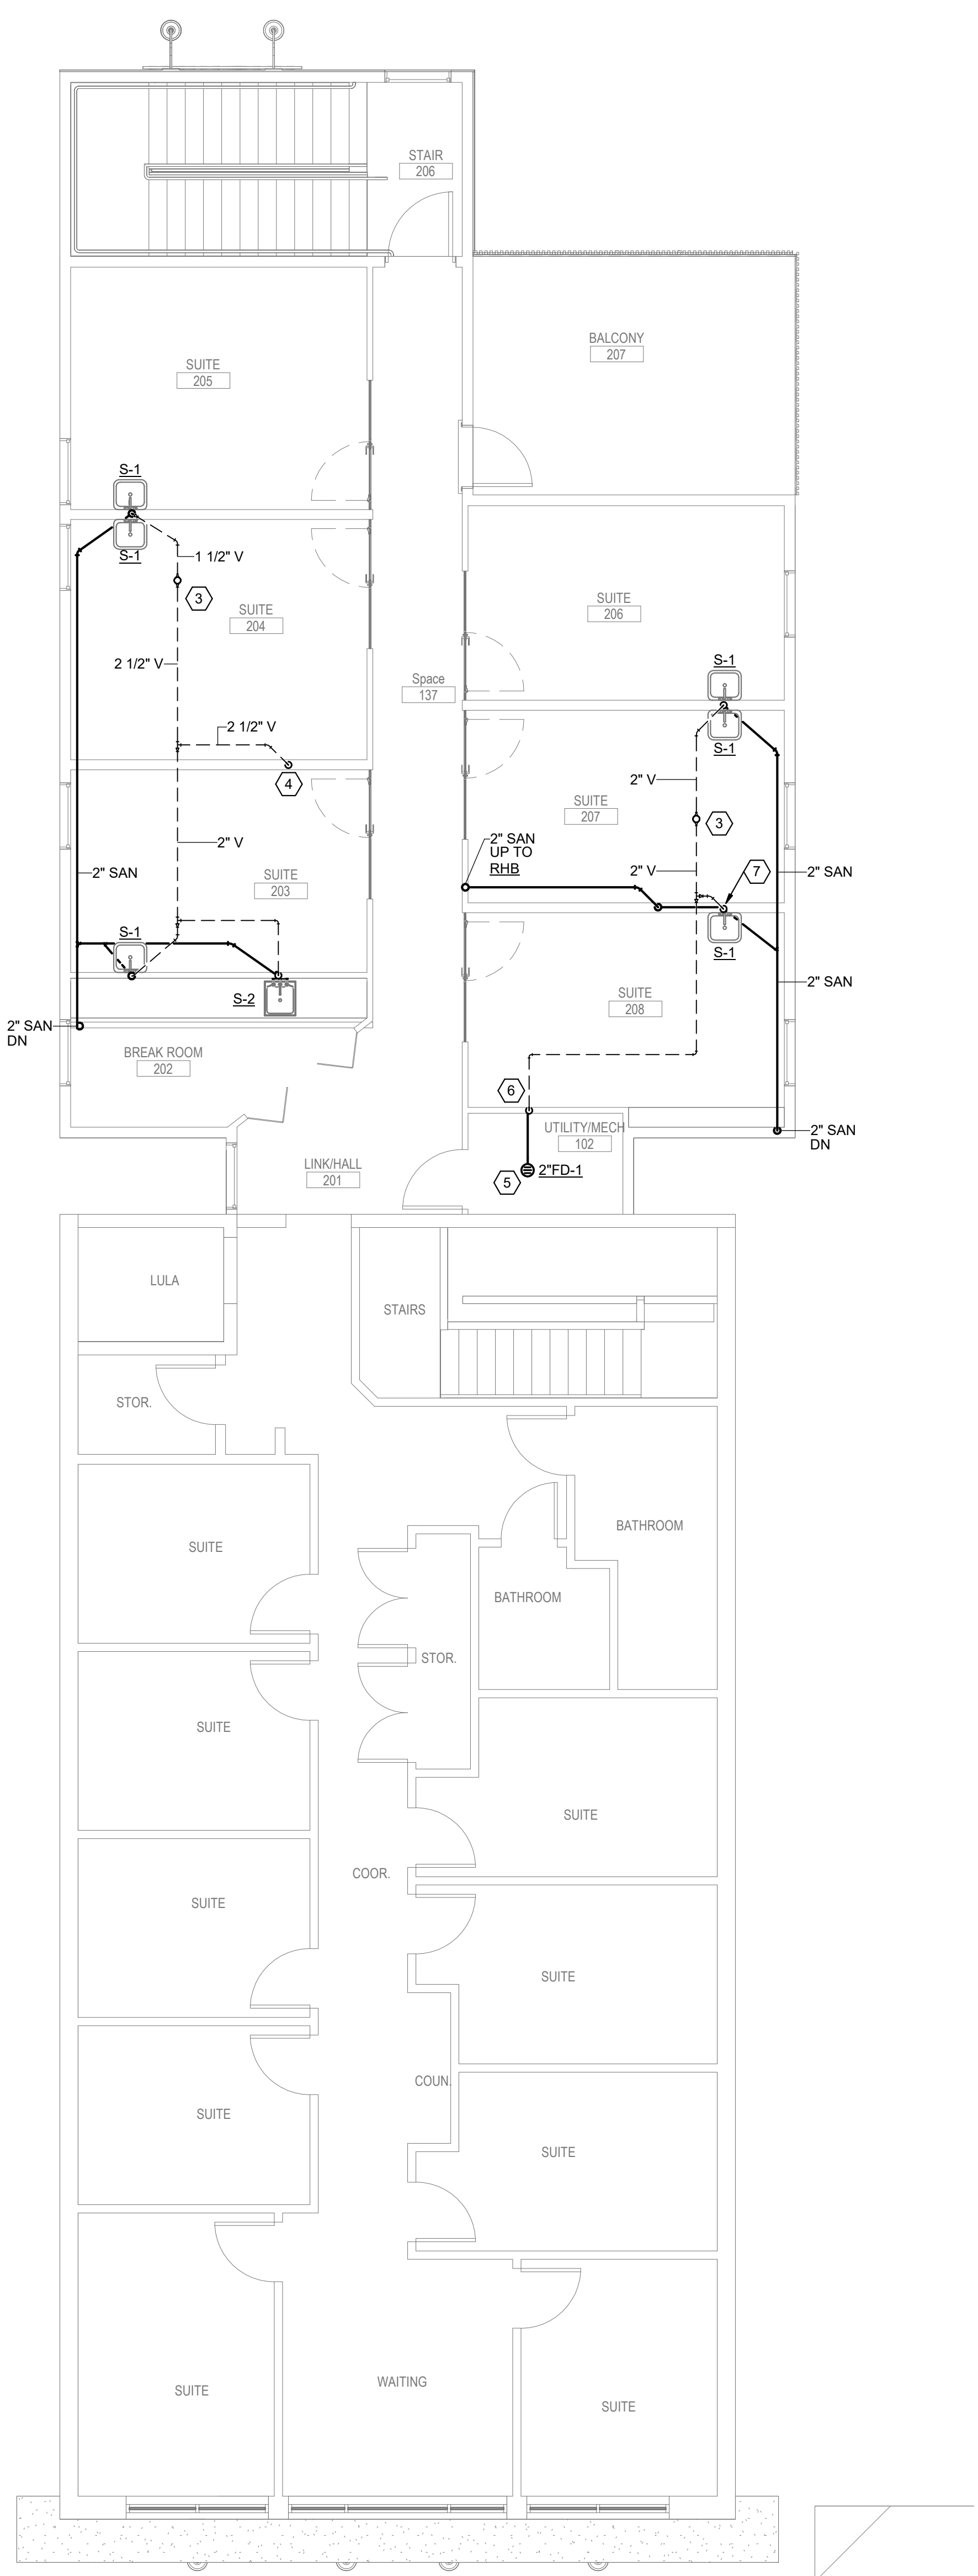 STAIR
206
BALCONY
207
SUITE
205
S-1
S-1
1 1/2" V
3
SUITE
204
SUITE
206
2 1/2" V
Space
137
S-1
S-1
2 1/2" V
4
2" V
SUITE
207
3
2" SAN
UP TO
RHB
2" V
2" V
7
2" SAN
2" SAN
SUITE
203
S-1
S-1
2" SAN
S-2
SUITE
208
2" SAN
DN
BREAK ROOM
202
6
UTILITY/MECH
102
2" SAN
DN
LINK/HALL
201
5
2"FD-1
LULA
STAIRS
STOR.
BATHROOM
SUITE
BATHROOM
STOR.
SUITE
SUITE
COOR.
SUITE
SUITE
COUN.
SUITE
SUITE
WAITING
SUITE
SUITE